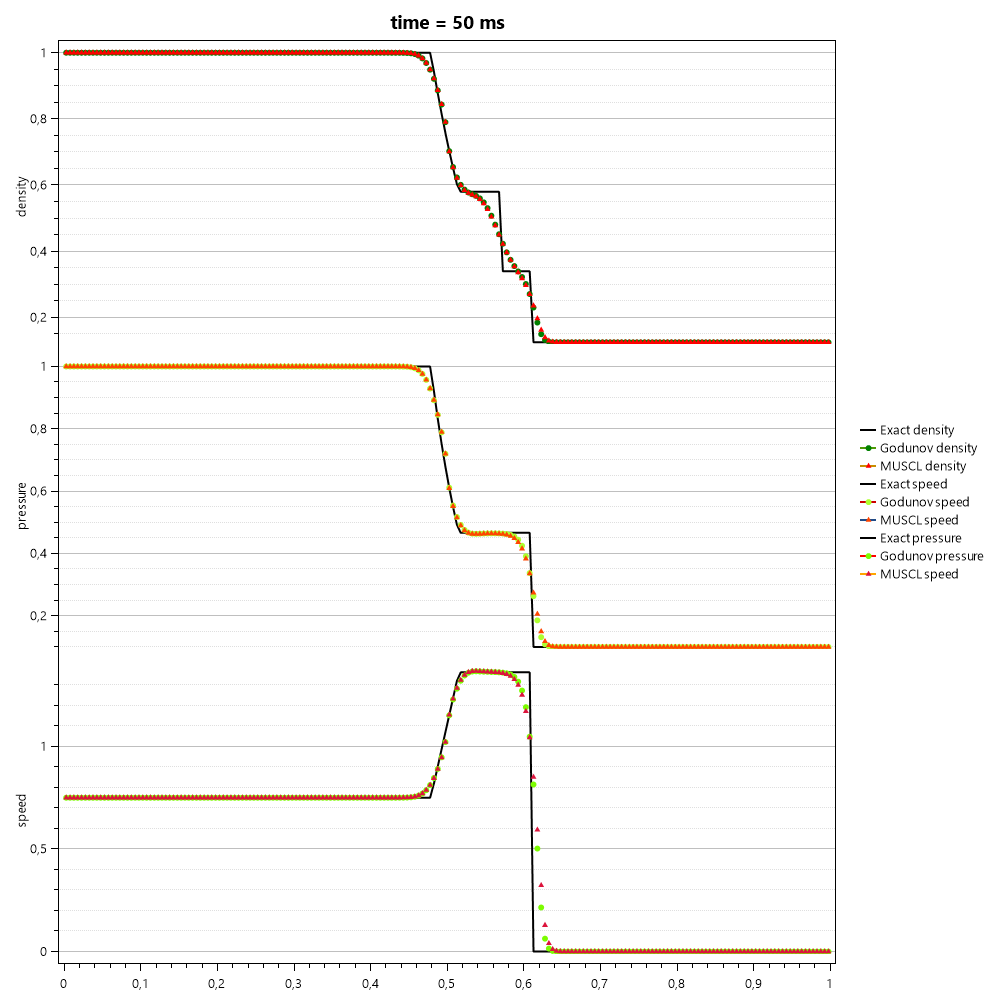 time = 50 ms
density
1
0,8
0,6
0,4
0,2
pressure
1
0,8
0,6
0,4
0,2
speed
1
0,5
0
0
0,1
0,2
0,3
0,4
0,5
0,6
0,7
0,8
0,9
1
Exact density
Godunov density
MUSCL density
Exact speed
Godunov speed
MUSCL speed
Exact pressure
Godunov pressure
MUSCL speed